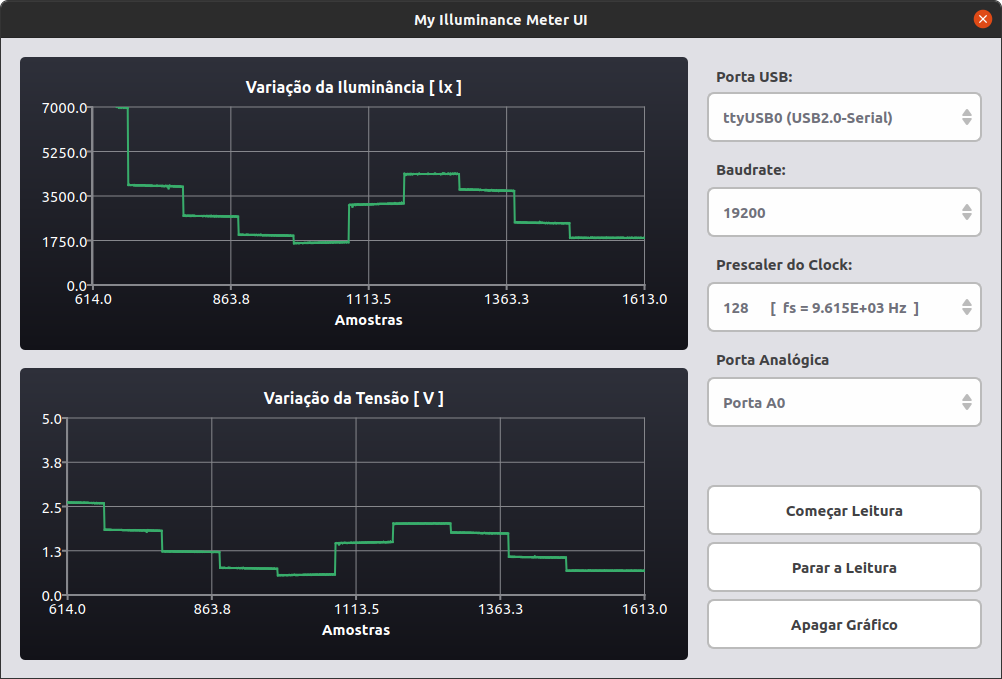 My Illuminance Meter UI
Variação da Iluminância [ lx ]
7000.0
5250.0
3500.0
1750.0
0.0
614.0 863.8 1113.5 1363.3 1613.0
Amostras
Variação da Tensão [ V ]
5.0
3.8
2.5
1.3
0.0
614.0 863.8 1113.5 1363.3 1613.0
Amostras
Porta USB:
ttyUSB0 (USB2.0-Serial)
Baudrate:
19200
Prescaler do Clock:
128 [ fs = 9.615E+03 Hz ]
Porta Analógica
Porta A0
Começar Leitura
Parar a Leitura
Apagar Gráfico